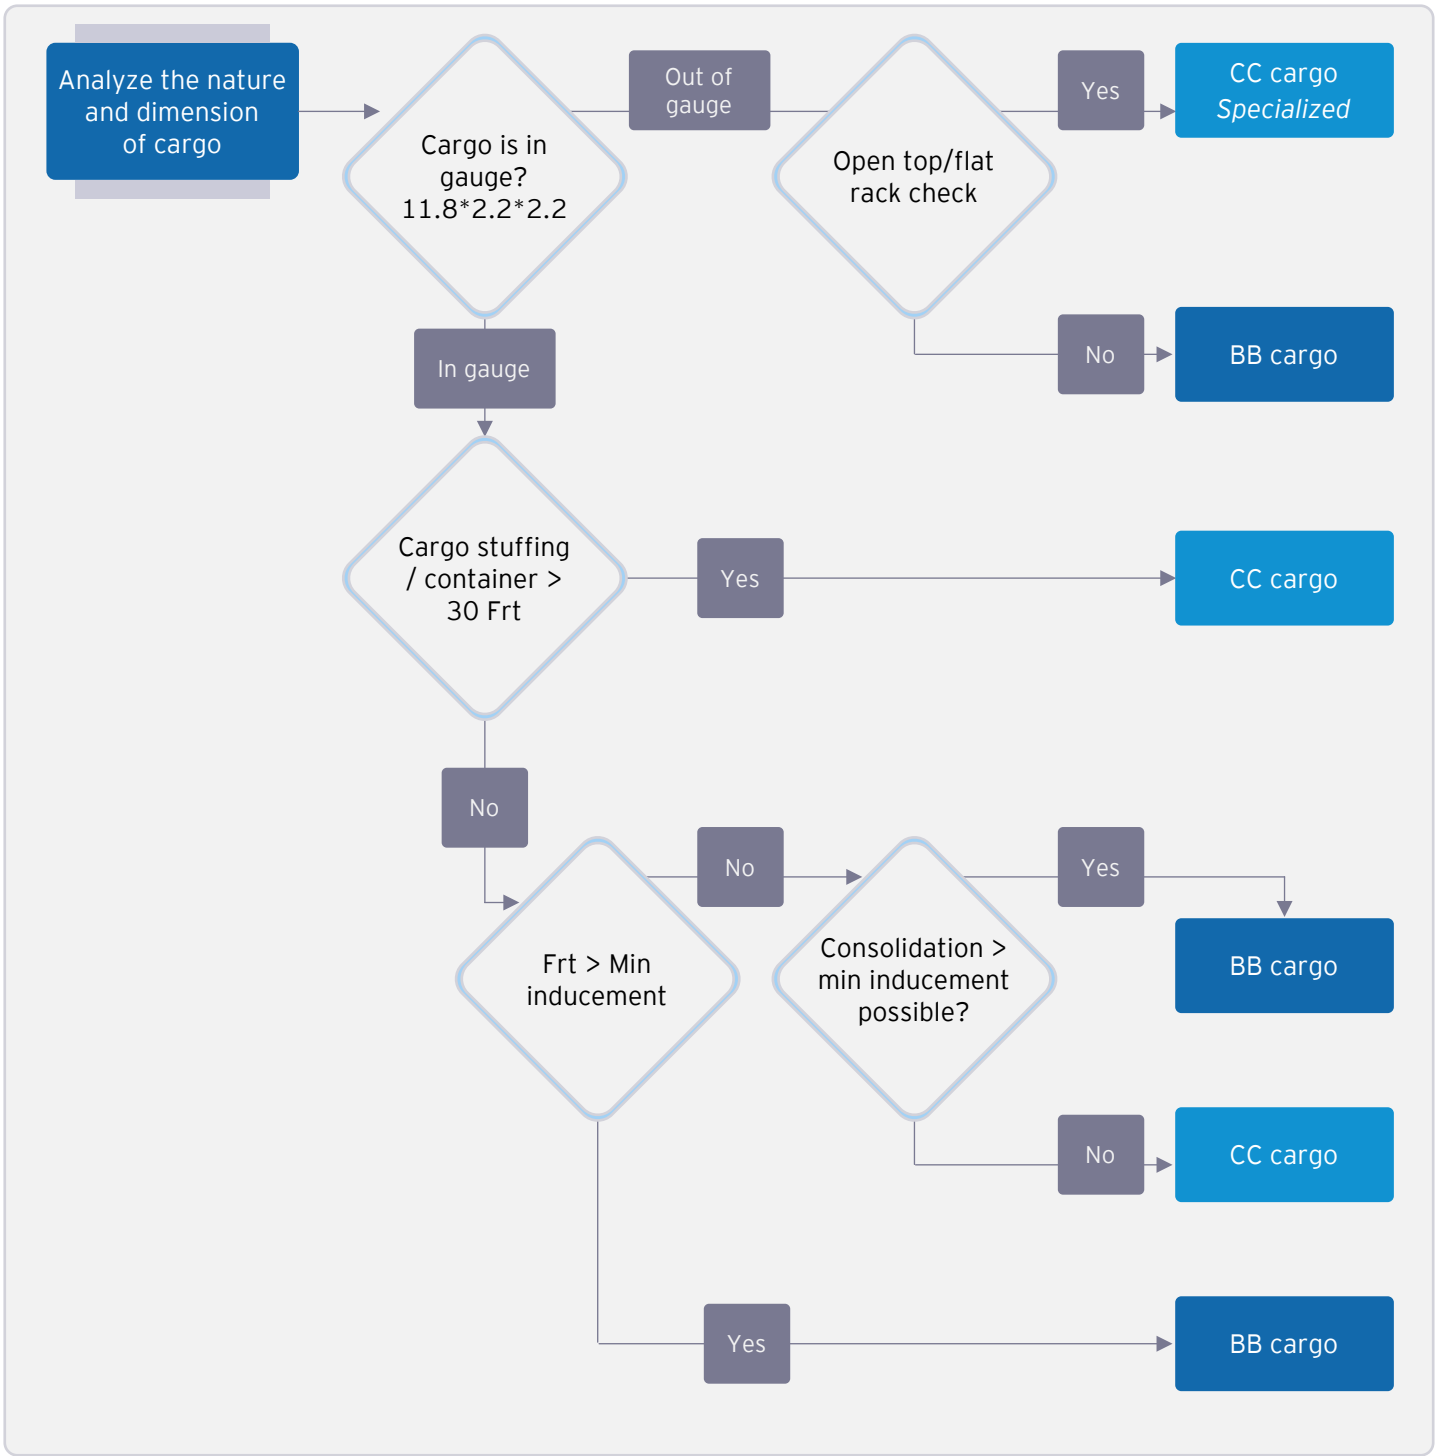 Analyze the nature
and dimension
of cargo
Cargo is in
gauge?
11.8*2.2*2.2
Out of
gauge
Open top/flat
rack check
Yes
CC cargo
Specialized
No
BB cargo
In gauge
Cargo stuffing
/ container >
30 Frt
Yes
CC cargo
No
Frt > Min
inducement
No
Consolidation >
min inducement
possible?
Yes
BB cargo
No
CC cargo
Yes
BB cargo